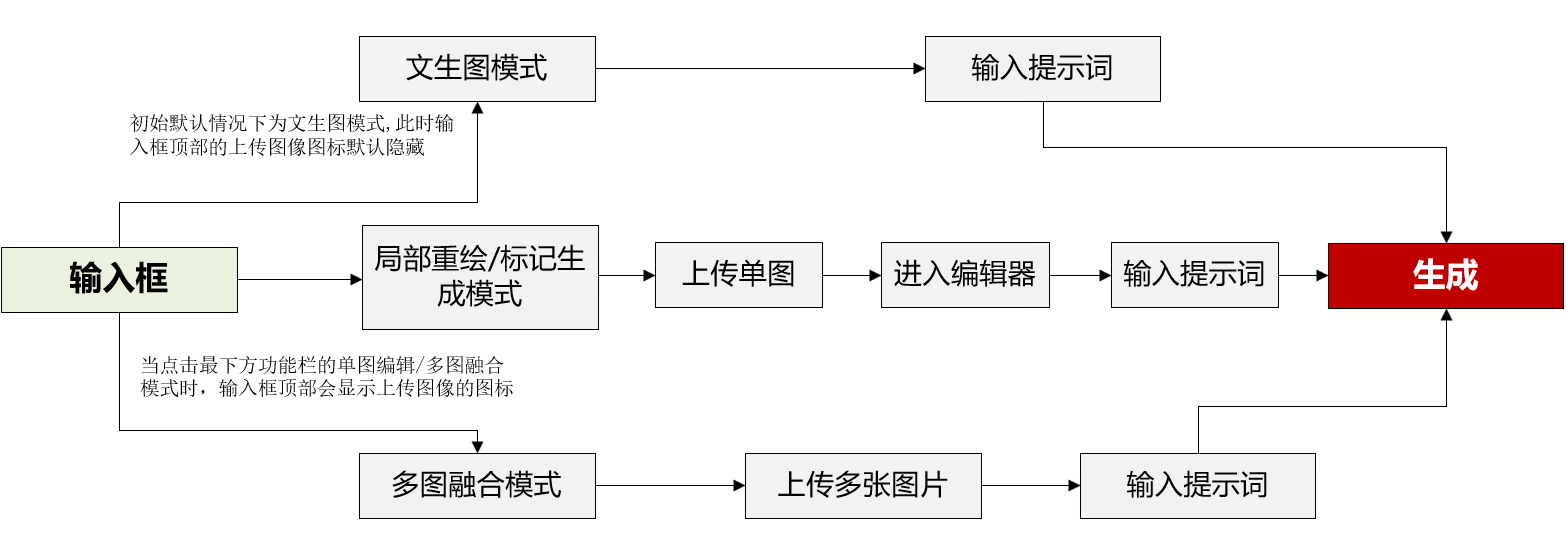 文生图模式
输入提示词
初始默认情况下为文生图模式,此时输
入框顶部的上传图像图标默认隐藏
输入框
局部重绘/标记生
成模式
上传单图
进入编辑器
输入提示词
生成
当点击最下方功能栏的单图编辑/多图融合
模式时，输入框顶部会显示上传图像的图标
多图融合模式
上传多张图片
输入提示词